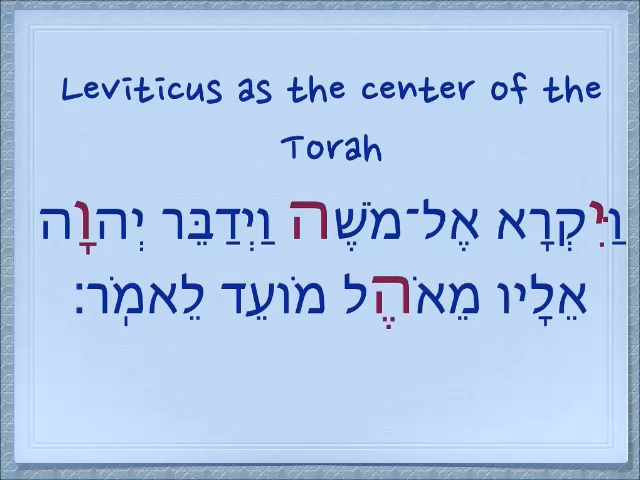 Leviticus as the center of the
Torah
וַיִּקְרָא אֶל־מֹשֶׁה וַיְדַבֵּר יְהוָה
אֵלָיו מֵאֹהֶל מוֹעֵד לֵאמֹֽר׃